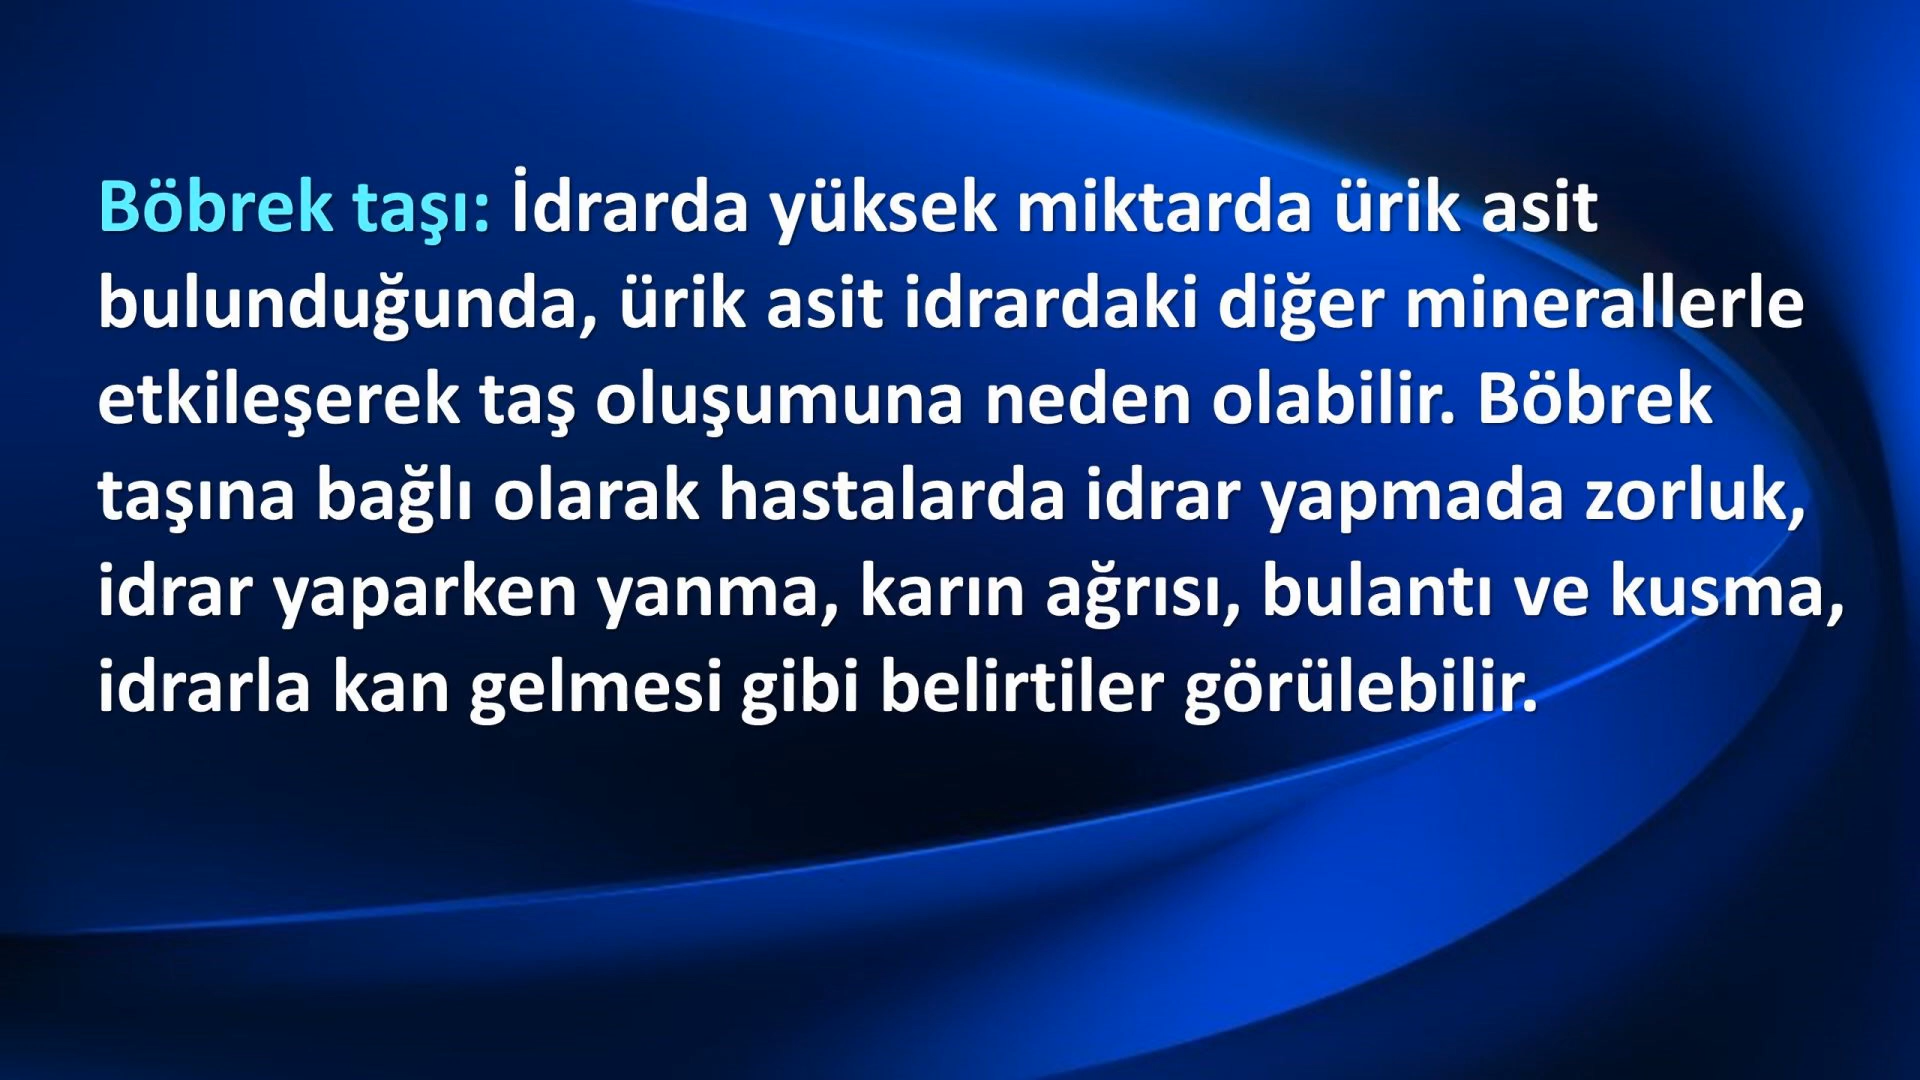 Böbrek taşı: İdrarda yüksek miktarda ürik asit
bulunduğunda, ürik asit idrardaki diğer minerallerle
etkileşerek taş oluşumuna neden olabilir. Böbrek
taşına bağlı olarak hastalarda idrar yapmada zorluk,
idrar yaparken yanma, karın ağrısı, bulantı ve kusma,
idrarla kan gelmesi gibi belirtiler görülebilir.